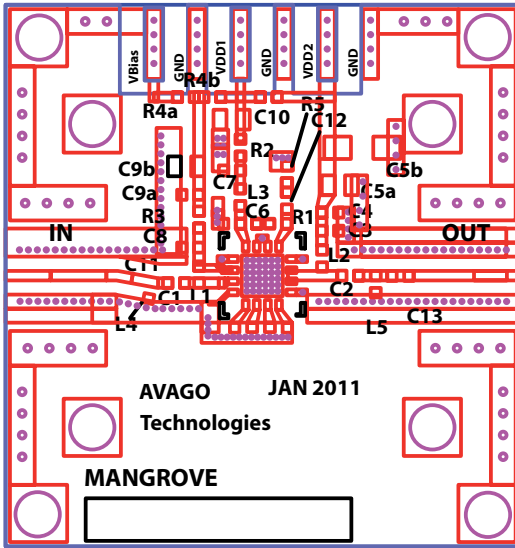 VBias
GND
VDD1
GND
VDD2
GND
R4b
R4a
C10
R3
C12
R2
C9b
C7
C5b
C9a
L3
C5a
R3
C6
R1
C4
IN
C8
C3
OUT
C11
L2
C1
L1
C2
L4
L5
C13
AVAGO
JAN 2011
Technologies
MANGROVE